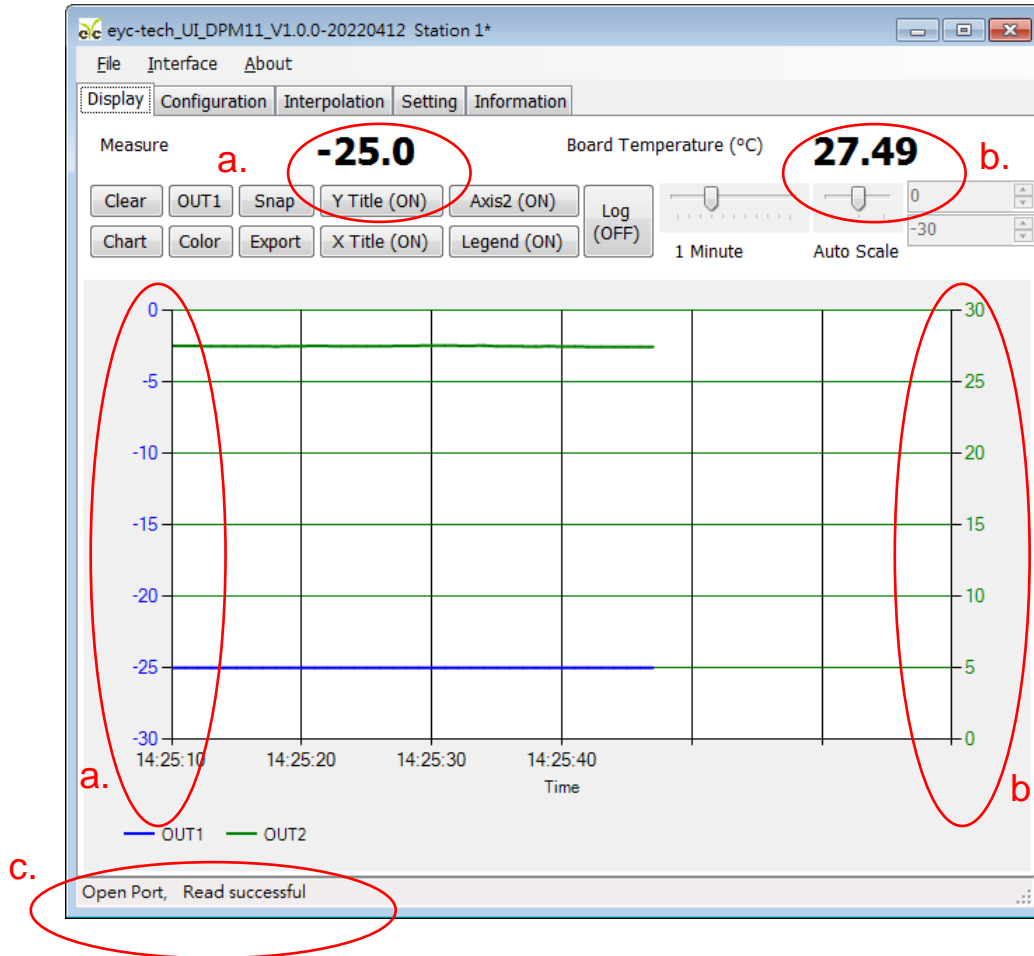 eyc-tech_UI_DPM11_V1.0.0-20220412 Station 1*
File Interface About
Display Configuration Interpolation Setting Information
Measure a. -25.0 Board Temperature (°C) 27.49 b.
Clear OUT1 Snap Y Title (ON) Axis2 (ON) Log (OFF) 0
Chart Color Export X Title (ON) Legend (ON) 1 Minute Auto Scale -30
0 30
-5 25
-10 20
-15 15
-20 10
-25 5
-30 0
14:25:10 14:25:20 14:25:30 14:25:40
a. Time b
OUT1 OUT2
c.
Open Port, Read successful